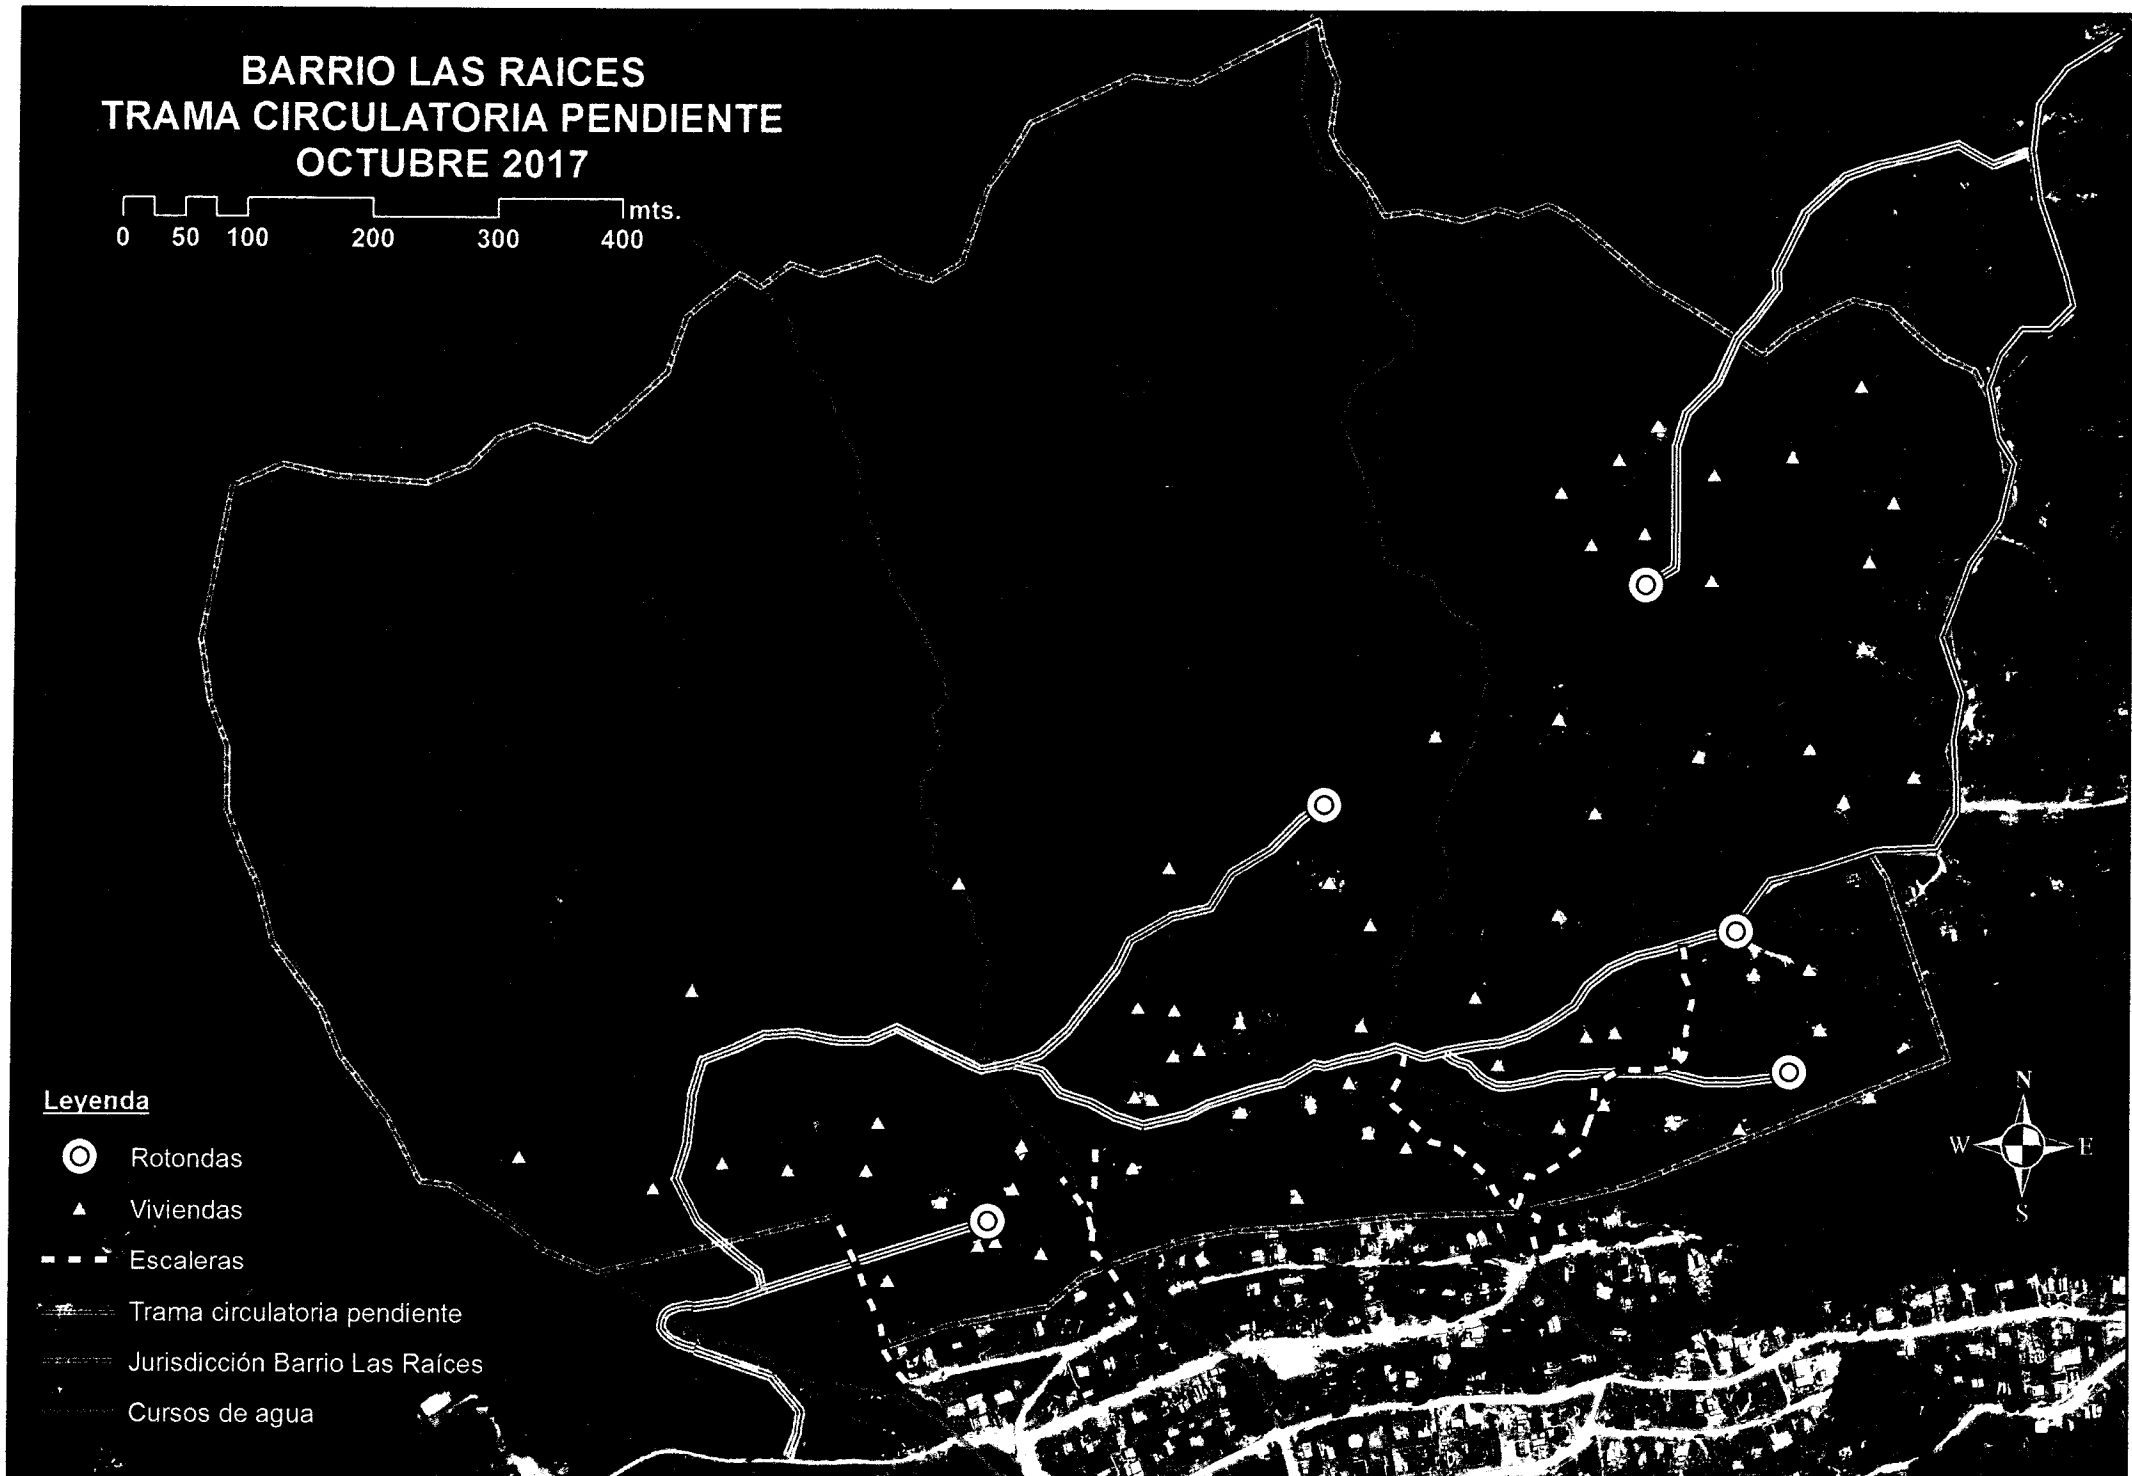 BARRIO LAS RAICES
TRAMA CIRCULATORIA PENDIENTE
OCTUBRE 2017
mts.
0 50 100 200 300 400
N
W E
S
Leyenda
Rotondas
Viviendas
Escaleras
Trama circulatoria pendiente
Jurisdicción Barrio Las Raíces
Cursos de agua